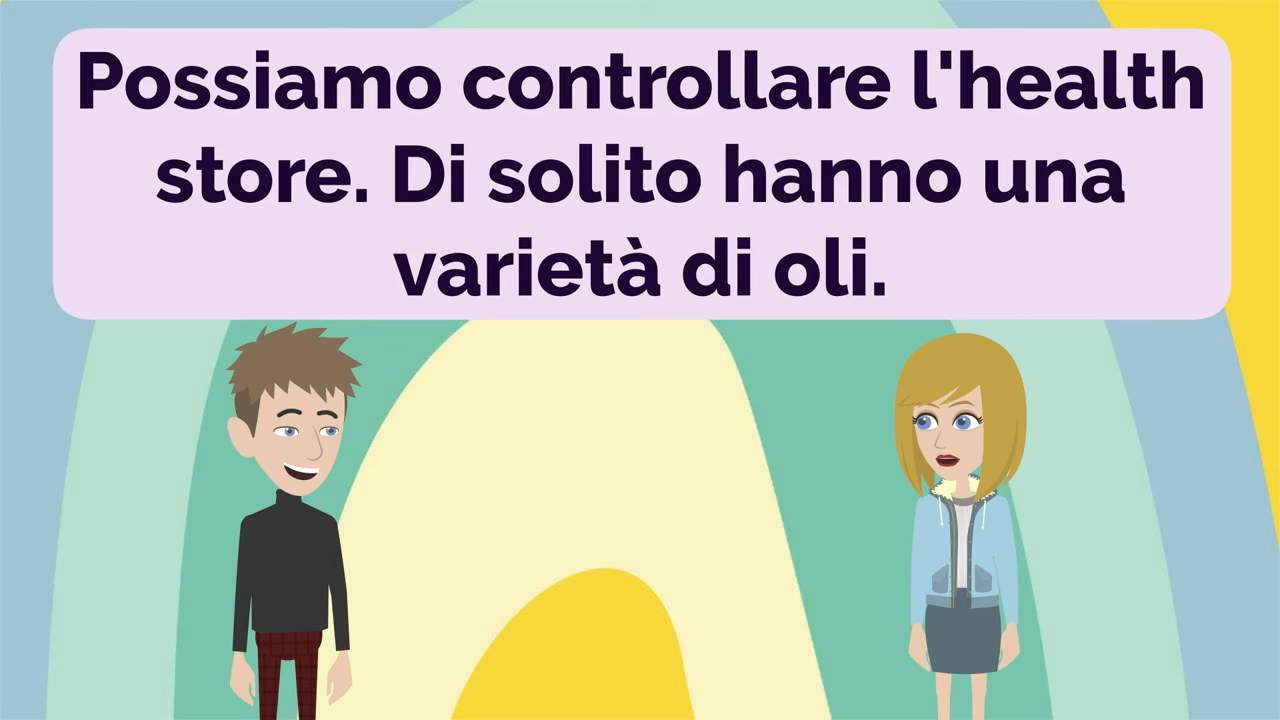 Possiamo controllare l'health
store. Di solito hanno una
varietà di oli.